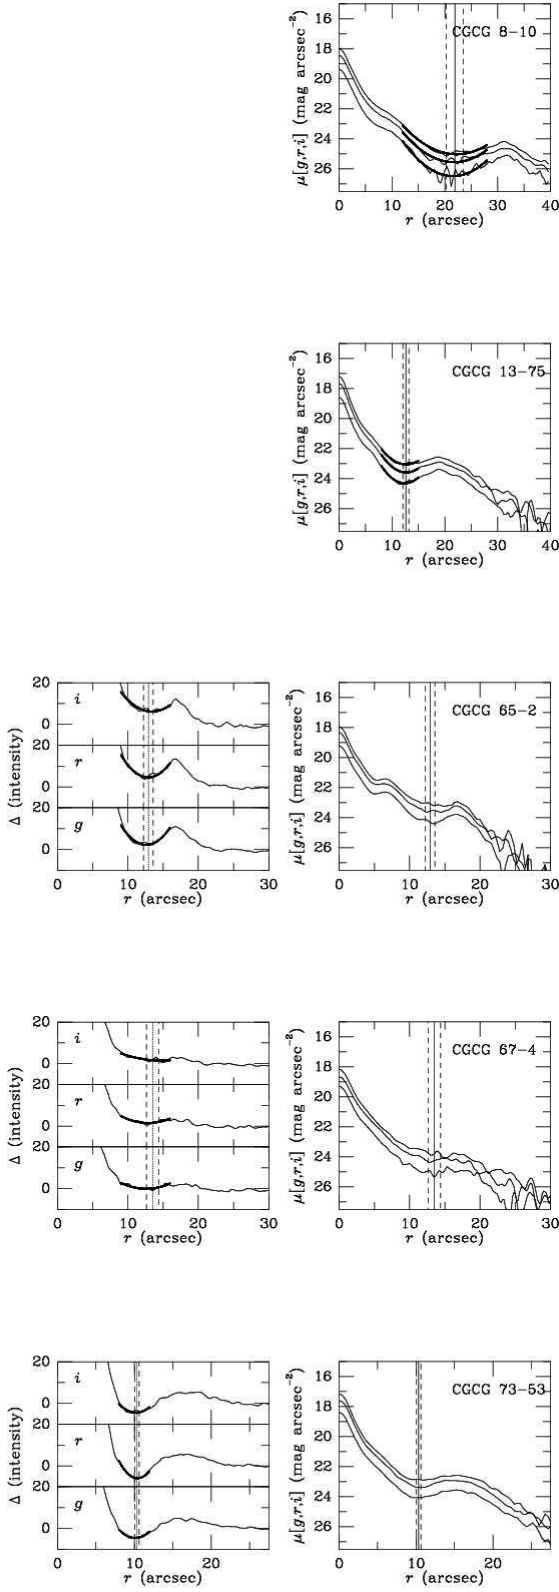 16
18
20
22
24
26
μ[g,r,i] (mag arcsec⁻²)
CGCG 8−10
0 10 20 30 40
r (arcsec)
16
18
20
22
24
26
μ[g,r,i] (mag arcsec⁻²)
CGCG 13−75
0 10 20 30 40
r (arcsec)
20
0
i
0
r
0
g
Δ (intensity)
0 10 20 30
r (arcsec)
16
18
20
22
24
26
μ[g,r,i] (mag arcsec⁻²)
CGCG 65−2
0 10 20 30
r (arcsec)
20
0
i
0
r
0
g
Δ (intensity)
0 10 20 30
r (arcsec)
16
18
20
22
24
26
μ[g,r,i] (mag arcsec⁻²)
CGCG 67−4
0 10 20 30
r (arcsec)
20
0
i
0
r
0
g
Δ (intensity)
0 10 20
r (arcsec)
16
18
20
22
24
26
μ[g,r,i] (mag arcsec⁻²)
CGCG 73−53
0 10 20
r (arcsec)